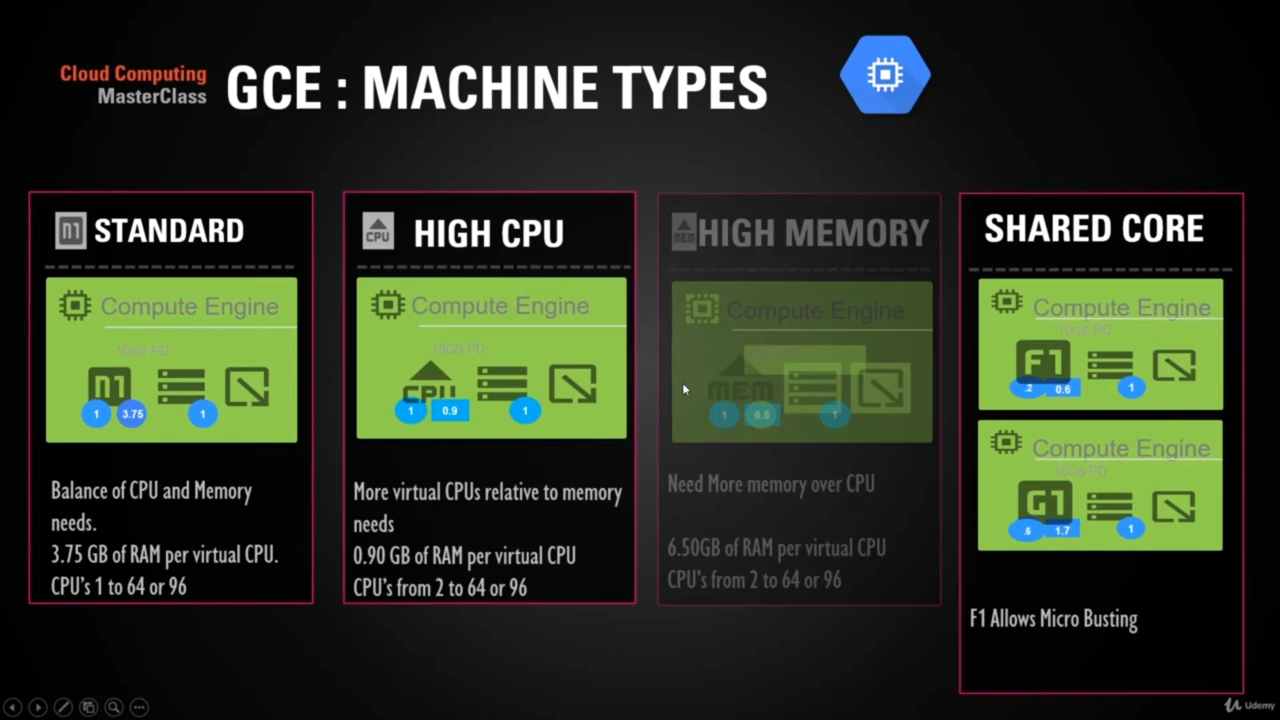 Cloud Computing
MasterClass
GCE : MACHINE TYPES
n1 STANDARD
Compute Engine
10GB PD
n1
1 3.75 1
Balance of CPU and Memory
needs.
3.75 GB of RAM per virtual CPU.
CPU's 1 to 64 or 96
CPU HIGH CPU
Compute Engine
10GB PD
CPU
1 0.9 1
More virtual CPUs relative to memory
needs
0.90 GB of RAM per virtual CPU
CPU's from 2 to 64 or 96
MEM HIGH MEMORY
Compute Engine
MEM
1 6.5 1
Need More memory over CPU
6.50GB of RAM per virtual CPU
CPU's from 2 to 64 or 96
SHARED CORE
Compute Engine
10GB PD
F1
.2 0.6 1
Compute Engine
10GB PD
G1
.6 1.7 1
F1 Allows Micro Busting
Udemy